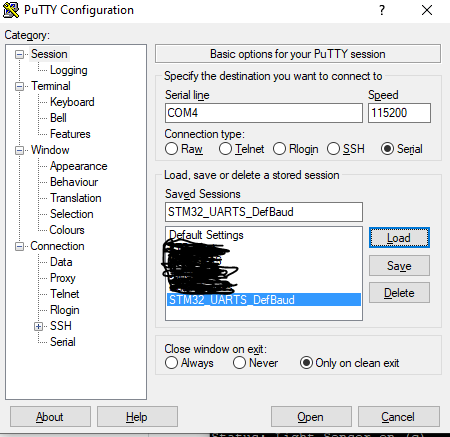 PuTTY Configuration
Category:
Session
Logging
Terminal
Keyboard
Bell
Features
Window
Appearance
Behaviour
Translation
Selection
Colours
Connection
Data
Proxy
Telnet
Rlogin
SSH
Serial
Basic options for your PuTTY session
Specify the destination you want to connect to
Serial line Speed
COM4 115200
Connection type:
Raw Telnet Rlogin SSH Serial
Load, save or delete a stored session
Saved Sessions
STM32_UARTS_DefBaud
Default Settings
STM32_UARTS_DefBaud
Load
Save
Delete
Close window on exit:
Always Never Only on clean exit
About Help Open Cancel